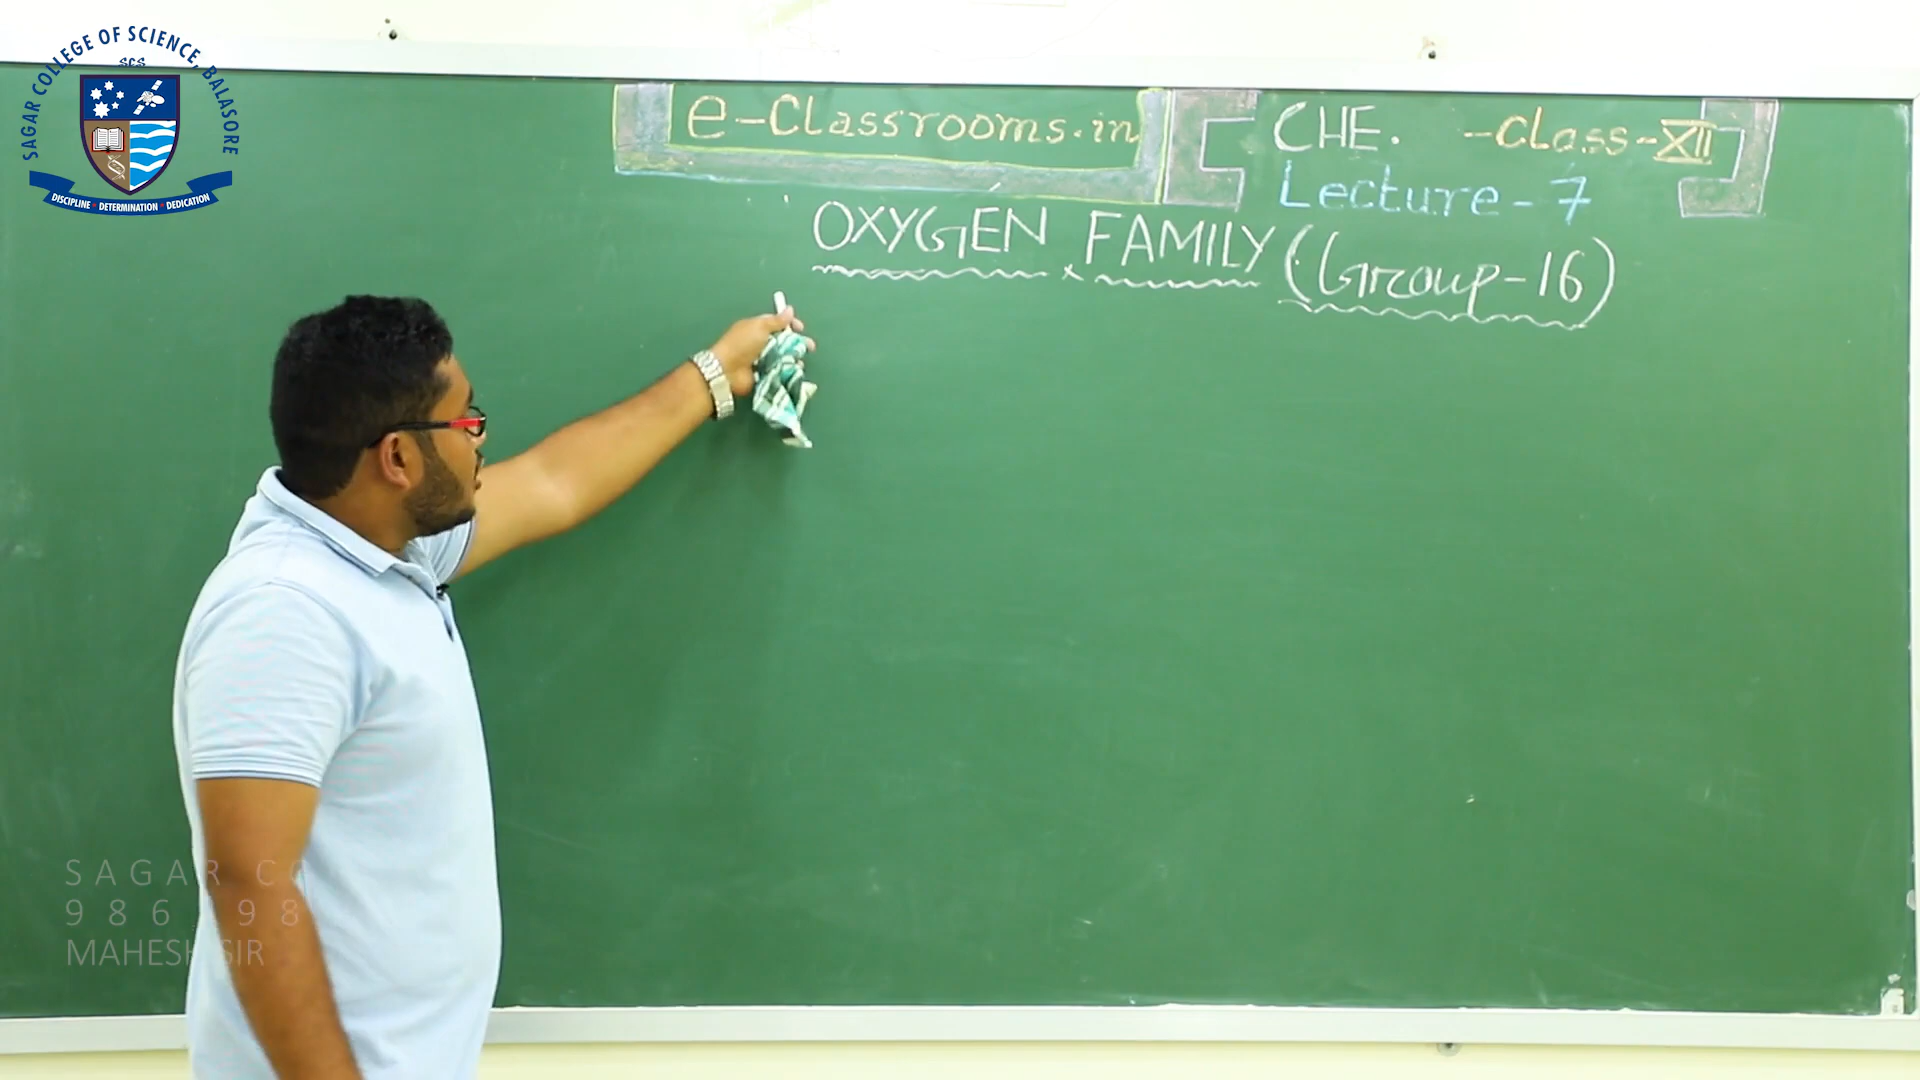 SAGAR COLLEGE OF SCIENCE, BALASORE
SCS
DISCIPLINE * DETERMINATION * DEDICATION
e-Classrooms.in
CHE. -Class-XII
Lecture-7
OXYGEN FAMILY (Group-16)
SAGAR
MAHESH SIR